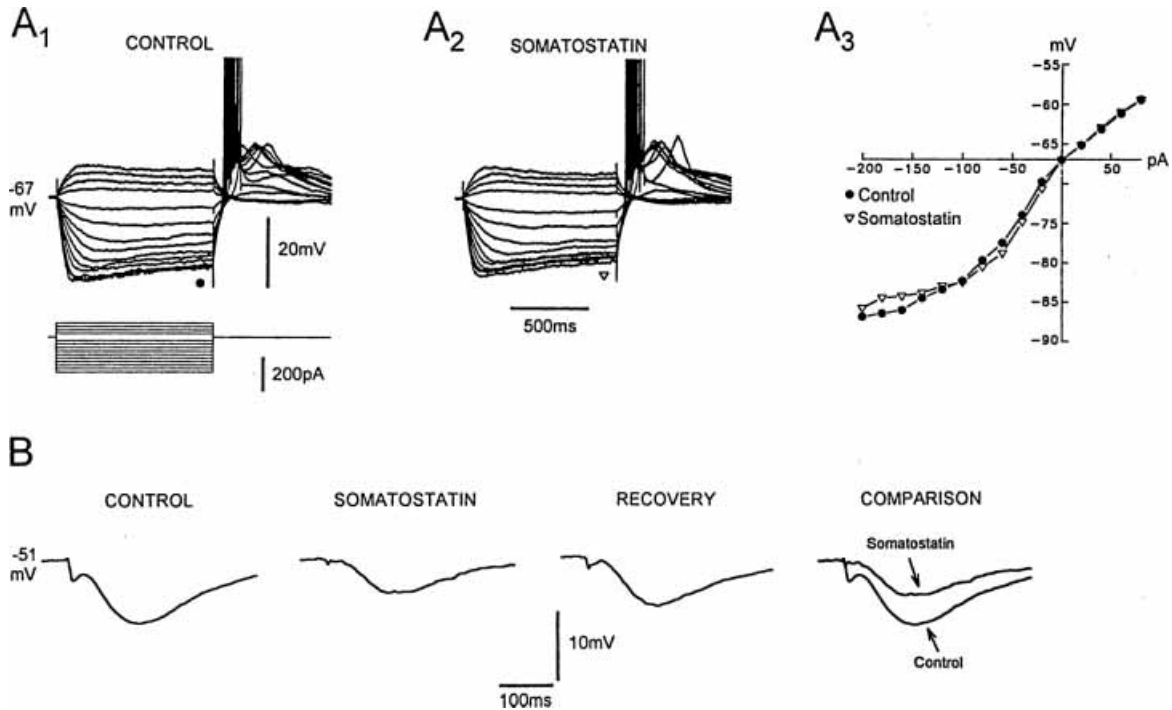 A1
CONTROL
-67
mV
20mV
200pA
A2
SOMATOSTATIN
500ms
A3
mV
-55
-60
-65
pA
-200 -150 -100 -50 50
Control
Somatostatin
-75
-80
-85
-90
B
CONTROL SOMATOSTATIN RECOVERY COMPARISON
-51
mV
Somatostatin
Control
10mV
100ms